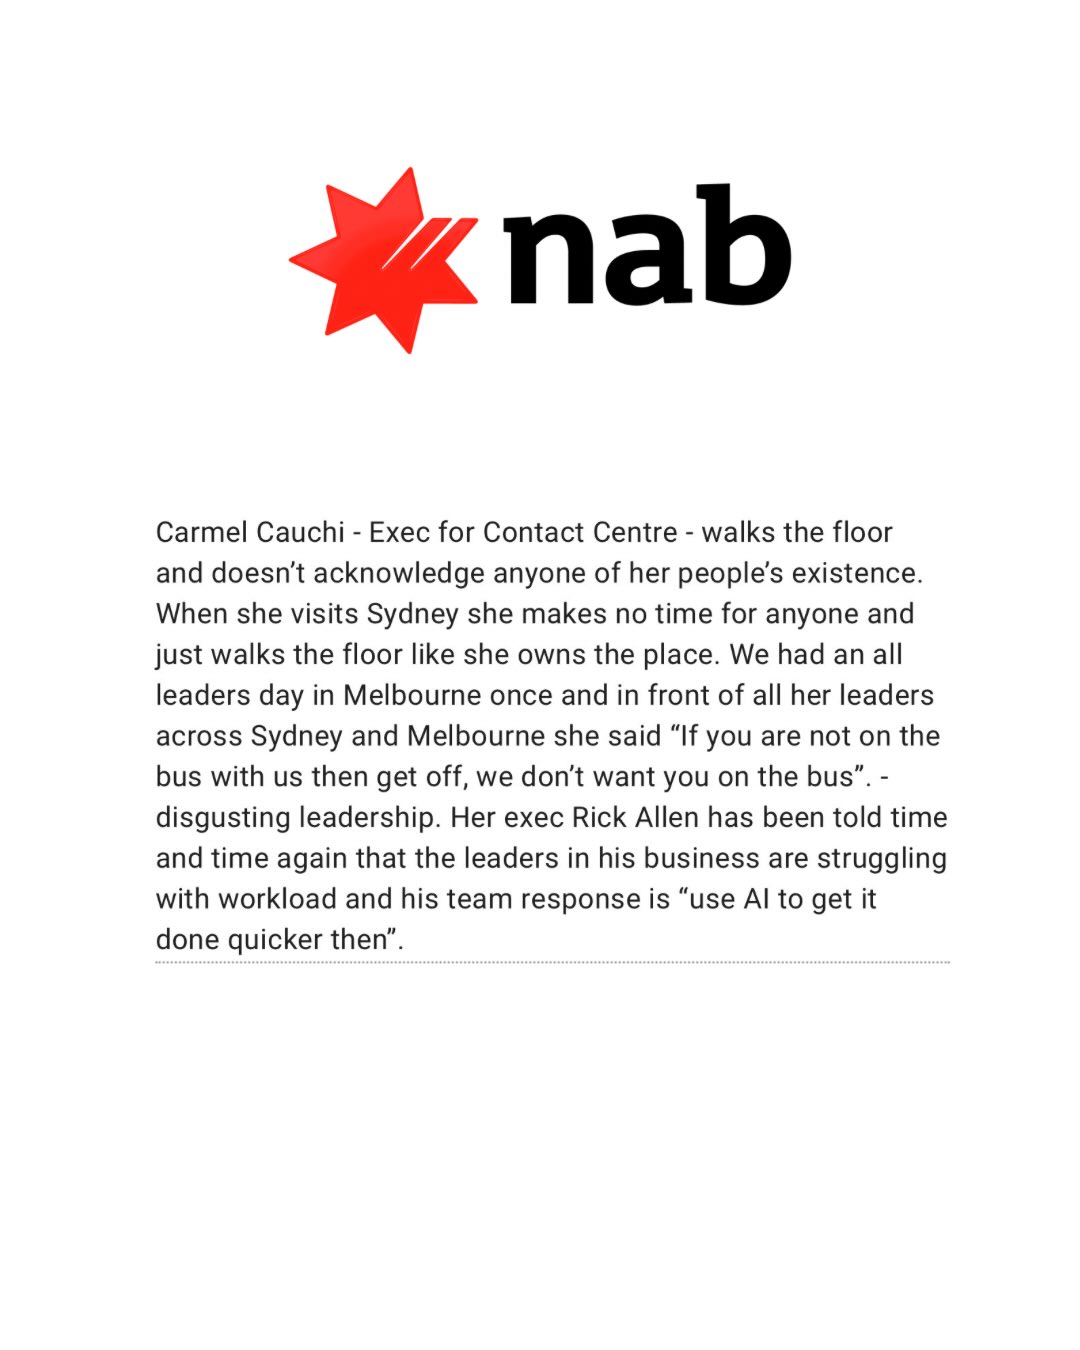 nab
Carmel Cauchi - Exec for Contact Centre - walks the floor
and doesn’t acknowledge anyone of her people’s existence.
When she visits Sydney she makes no time for anyone and
just walks the floor like she owns the place. We had an all
leaders day in Melbourne once and in front of all her leaders
across Sydney and Melbourne she said “If you are not on the
bus with us then get off, we don’t want you on the bus”. -
disgusting leadership. Her exec Rick Allen has been told time
and time again that the leaders in his business are struggling
with workload and his team response is “use AI to get it
done quicker then”.